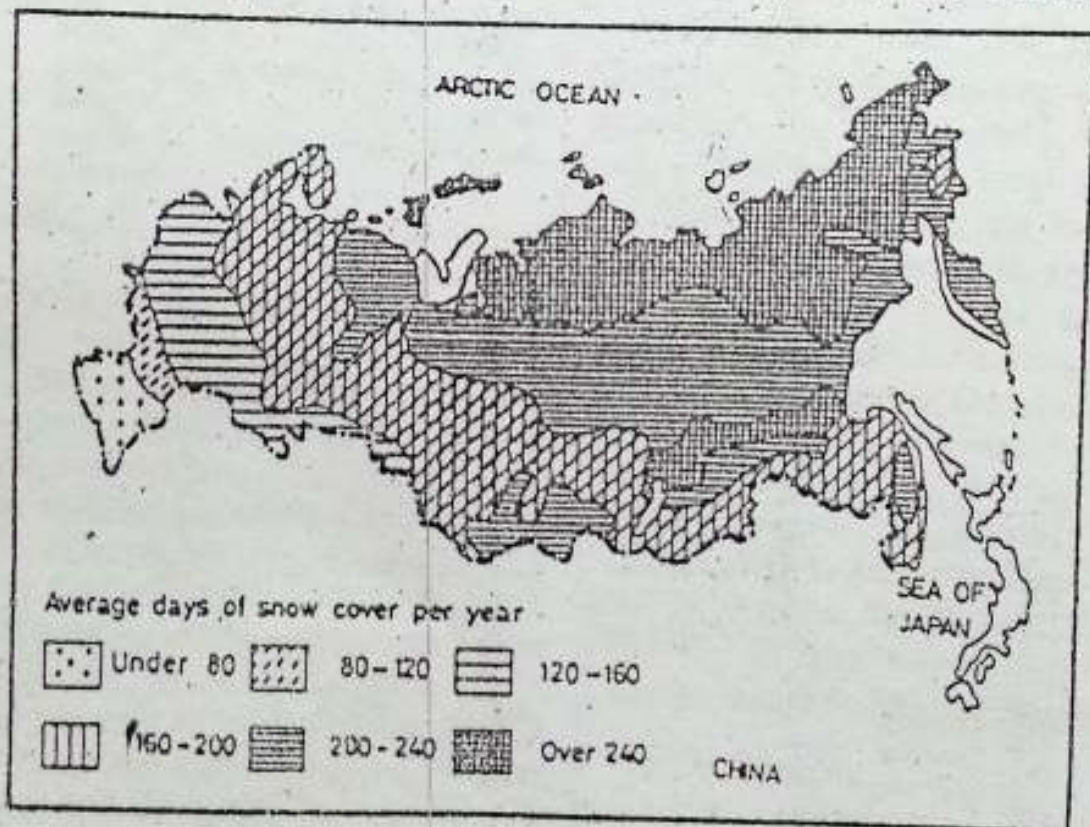 ARCTIC OCEAN
SEA OF
JAPAN
Average days of snow cover per year
Under 80 80-120 120-160
160-200 200-240 Over 240
CHINA